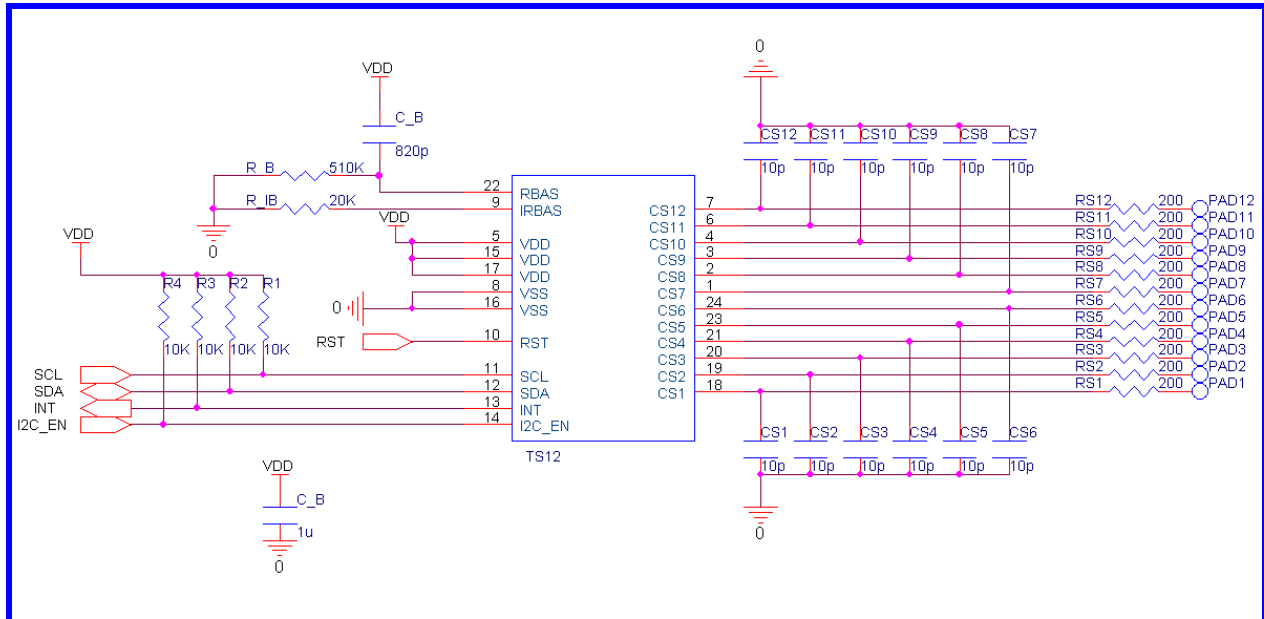 0
VDD
C_B
820p
CS12 CS11 CS10 CS9 CS8 CS7
10p 10p 10p 10p 10p 10p
R_B 510K
R_IB 20K
0
VDD
VDD
22 RBAS
9 IRBAS
5 VDD
15 VDD
17 VDD
8 VSS
16 VSS
10 RST
11 SCL
12 SDA
13 INT
14 I2C_EN
0
RST
R4 R3 R2 R1
10K 10K 10K 10K
SCL
SDA
INT
I2C_EN
CS12 7 RS12 200 PAD12
CS11 6 RS11 200 PAD11
CS10 4 RS10 200 PAD10
CS9 3 RS9 200 PAD9
CS8 2 RS8 200 PAD8
CS7 1 RS7 200 PAD7
CS6 24 RS6 200 PAD6
CS5 23 RS5 200 PAD5
CS4 21 RS4 200 PAD4
CS3 20 RS3 200 PAD3
CS2 19 RS2 200 PAD2
CS1 18 RS1 200 PAD1
TS12
CS1 CS2 CS3 CS4 CS5 CS6
10p 10p 10p 10p 10p 10p
0
VDD
C_B
1u
0